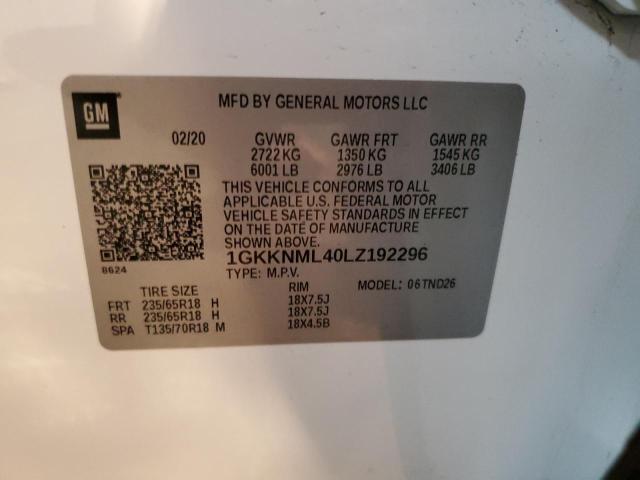 GM
MFD BY GENERAL MOTORS LLC
02/20 GVWR GAWR FRT GAWR RR
2722 KG 1350 KG 1545 KG
6001 LB 2976 LB 3406 LB
THIS VEHICLE CONFORMS TO ALL
APPLICABLE U.S. FEDERAL MOTOR
VEHICLE SAFETY STANDARDS IN EFFECT
ON THE DATE OF MANUFACTURE
SHOWN ABOVE.
8624
1GKKNML40LZ192296
TYPE: M.P.V. MODEL: 06TND26
TIRE SIZE RIM
FRT 235/65R18 H 18X7.5J
RR 235/65R18 H 18X7.5J
SPA T135/70R18 M 18X4.5B